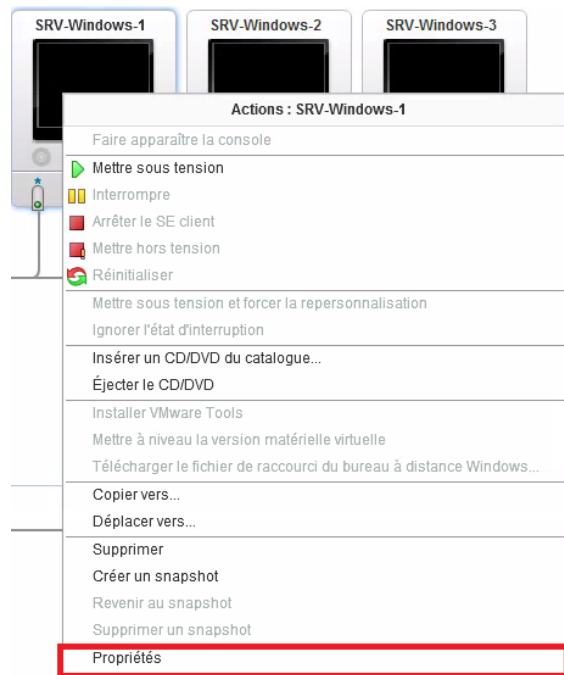 SRV-Windows-1 SRV-Windows-2 SRV-Windows-3
Actions : SRV-Windows-1
Faire apparaître la console
Mettre sous tension
Interrompre
Arrêter le SE client
Mettre hors tension
Réinitialiser
Mettre sous tension et forcer la repersonnalisation
Ignorer l'état d'interruption
Insérer un CD/DVD du catalogue...
Éjecter le CD/DVD
Installer VMware Tools
Mettre à niveau la version matérielle virtuelle
Télécharger le fichier de raccourci du bureau à distance Windows...
Copier vers...
Déplacer vers...
Supprimer
Créer un snapshot
Revenir au snapshot
Supprimer un snapshot
Propriétés